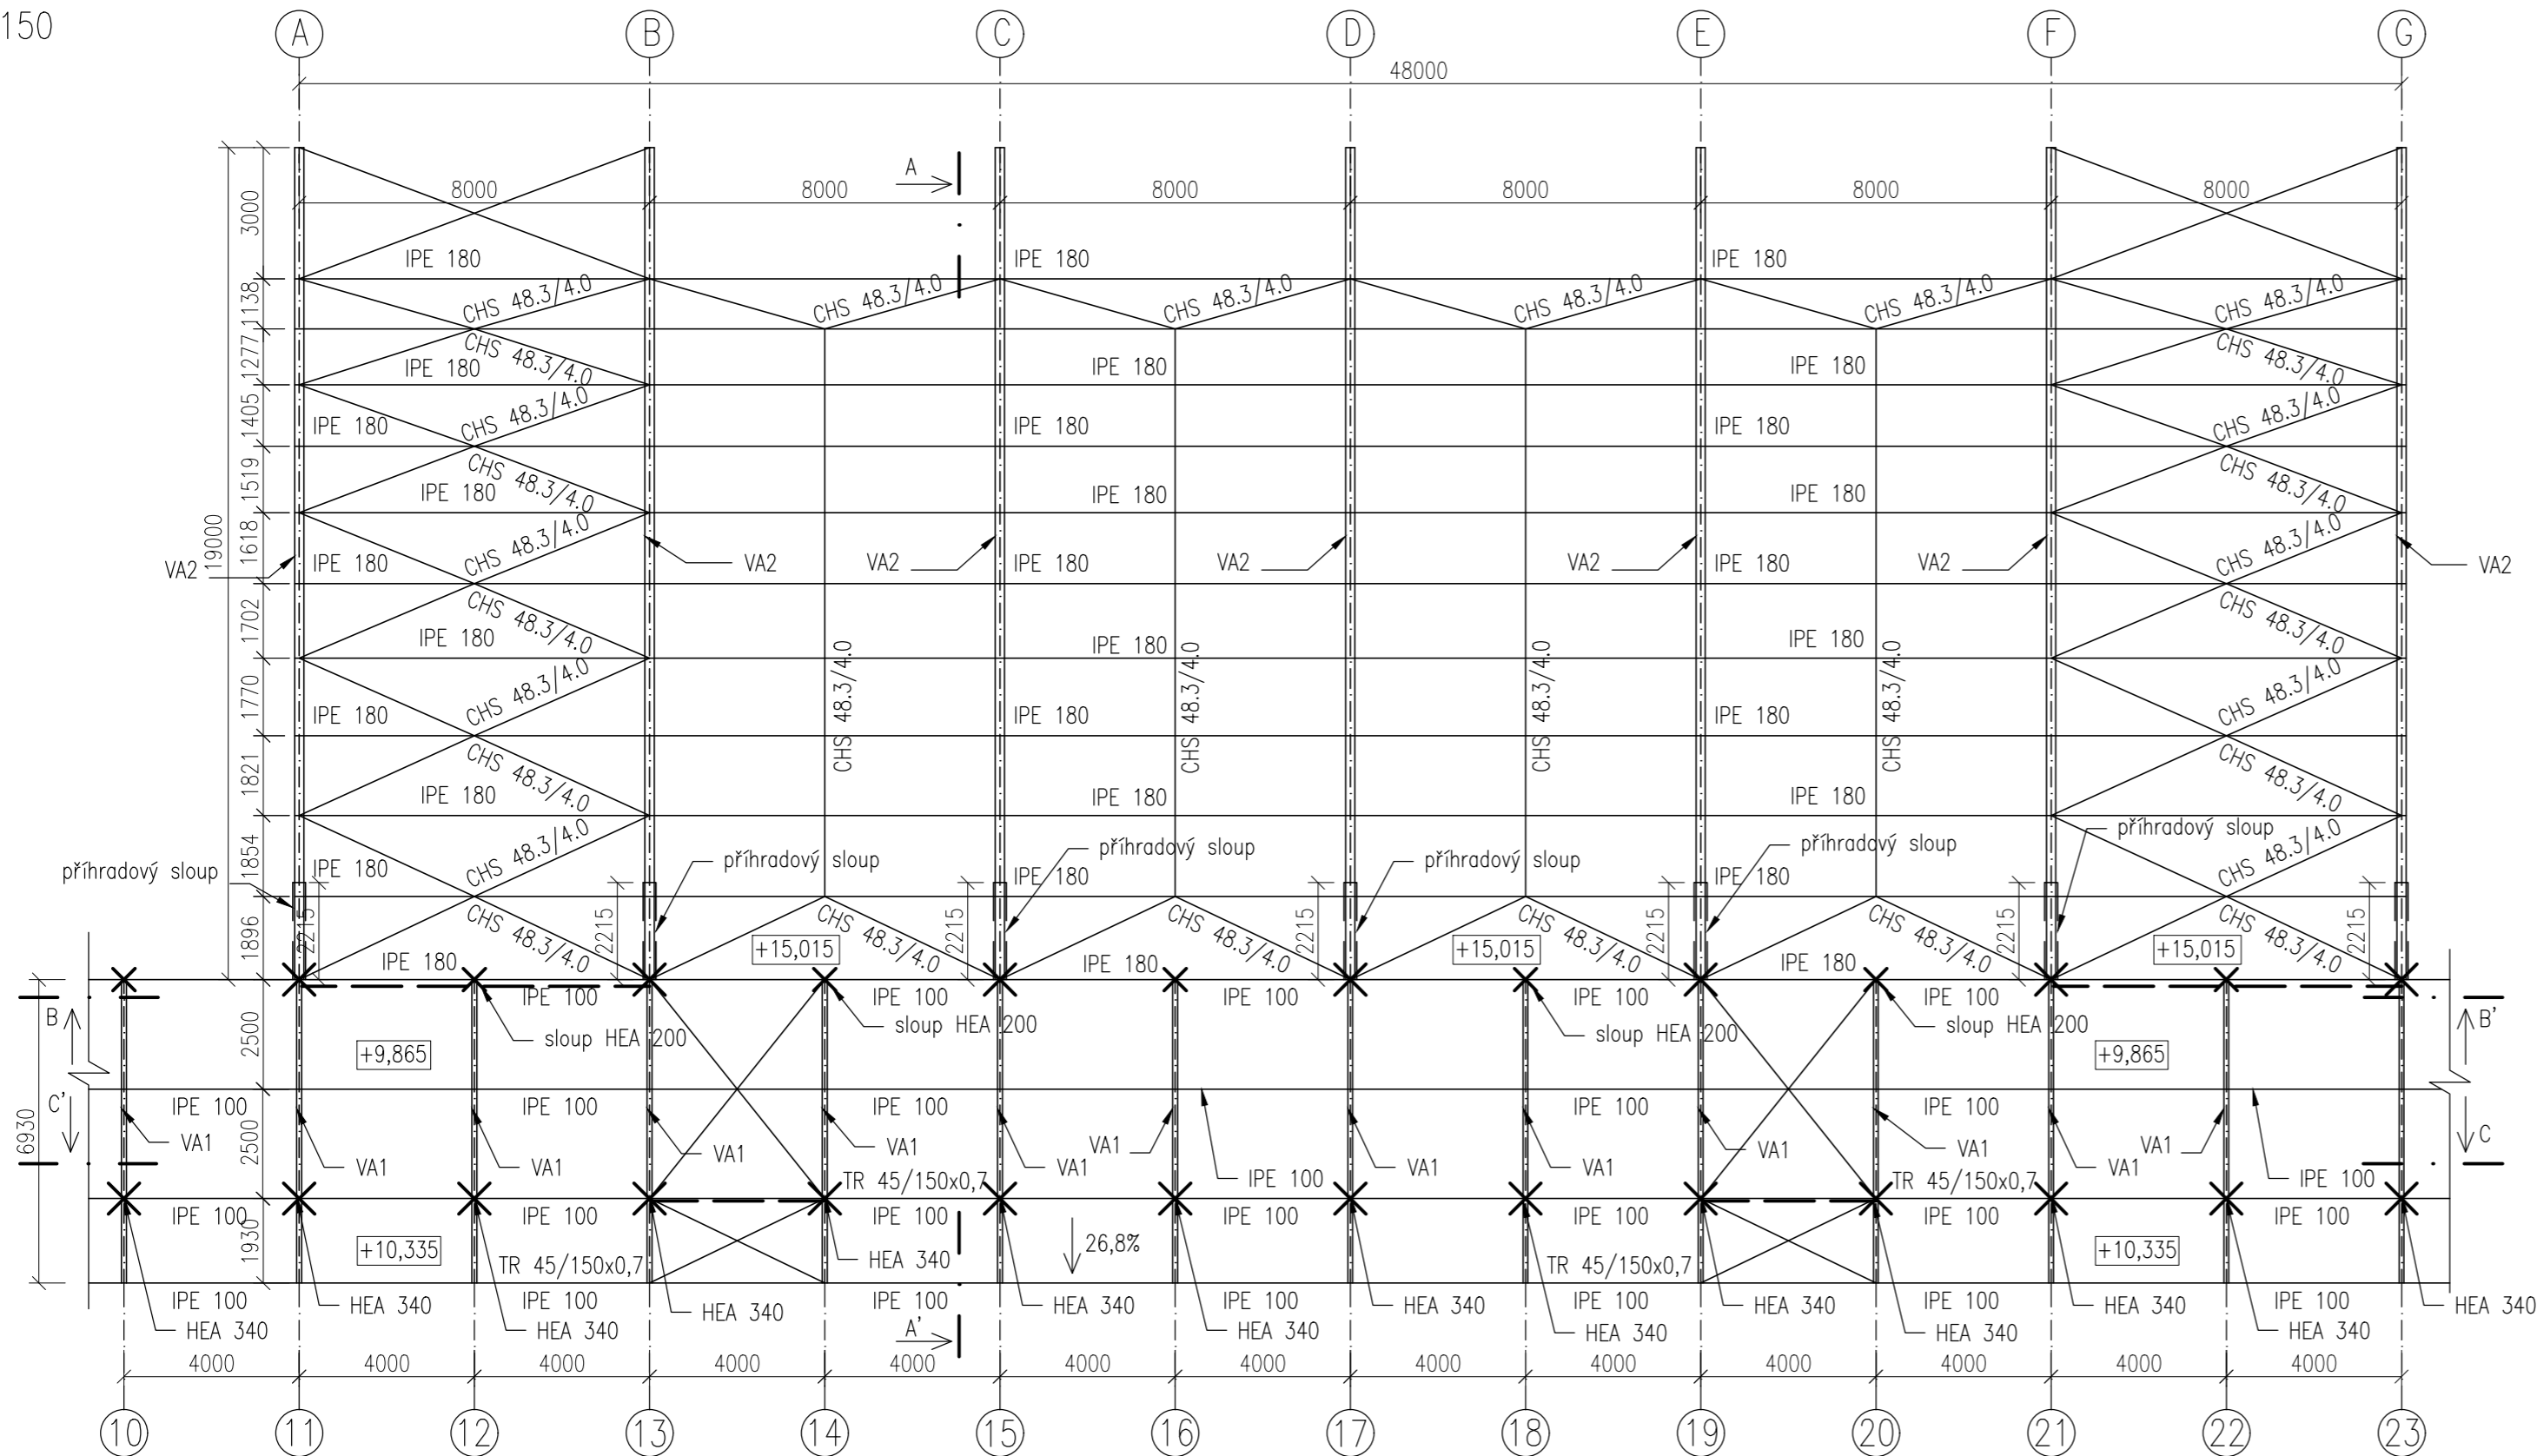 150
A B C D E F G
48000
A
8000 8000 8000 8000 8000 8000
3000
IPE 180 IPE 180 IPE 180
1138
CHS 48.3/4.0 CHS 48.3/4.0 CHS 48.3/4.0 CHS 48.3/4.0 CHS 48.3/4.0 CHS 48.3/4.0
1277
CHS 48.3/4.0 CHS 48.3/4.0
IPE 180 IPE 180 IPE 180
1405
CHS 48.3/4.0 CHS 48.3/4.0
IPE 180 IPE 180 IPE 180
1519
CHS 48.3/4.0 CHS 48.3/4.0
IPE 180 IPE 180 IPE 180
19000
1618
CHS 48.3/4.0 CHS 48.3/4.0
VA2 IPE 180 VA2 VA2 IPE 180 VA2 VA2 IPE 180 VA2 VA2
1702
CHS 48.3/4.0 CHS 48.3/4.0
IPE 180 IPE 180 IPE 180
CHS 48.3/4.0 CHS 48.3/4.0 CHS 48.3/4.0 CHS 48.3/4.0
1770
CHS 48.3/4.0 CHS 48.3/4.0
IPE 180 IPE 180 IPE 180
1821
CHS 48.3/4.0 CHS 48.3/4.0
IPE 180 IPE 180 IPE 180
1854
CHS 48.3/4.0 CHS 48.3/4.0
příhradový sloup příhradový sloup příhradový sloup příhradový sloup příhradový sloup příhradový sloup
IPE 180 IPE 180 IPE 180
1896
2215 2215 2215 2215 2215 2215 2215
CHS 48.3/4.0 CHS 48.3/4.0 CHS 48.3/4.0 CHS 48.3/4.0 CHS 48.3/4.0 CHS 48.3/4.0
+15,015 +15,015 +15,015
IPE 180 IPE 180 IPE 180
IPE 100 IPE 100 IPE 100 IPE 100 IPE 100
B B'
sloup HEA 200 sloup HEA 200 sloup HEA 200 sloup HEA 200
2500
+9,865 +9,865
6930
C' C
IPE 100 IPE 100 IPE 100 IPE 100 IPE 100 IPE 100
VA1 VA1 VA1 VA1 VA1 VA1 VA1 VA1 VA1 VA1 VA1 VA1 VA1
2500
TR 45/150x0,7 IPE 100 TR 45/150x0,7 IPE 100
IPE 100 IPE 100 IPE 100 IPE 100 IPE 100 IPE 100 IPE 100
1930
+10,335 26,8% +10,335
TR 45/150x0,7 TR 45/150x0,7
HEA 340
IPE 100 IPE 100 IPE 100 IPE 100 IPE 100 IPE 100 IPE 100
HEA 340 HEA 340 HEA 340 HEA 340 HEA 340 HEA 340 HEA 340
HEA 340 HEA 340 HEA 340 HEA 340 HEA 340 HEA 340
A'
4000 4000 4000 4000 4000 4000 4000 4000 4000 4000 4000 4000 4000
10 11 12 13 14 15 16 17 18 19 20 21 22 23